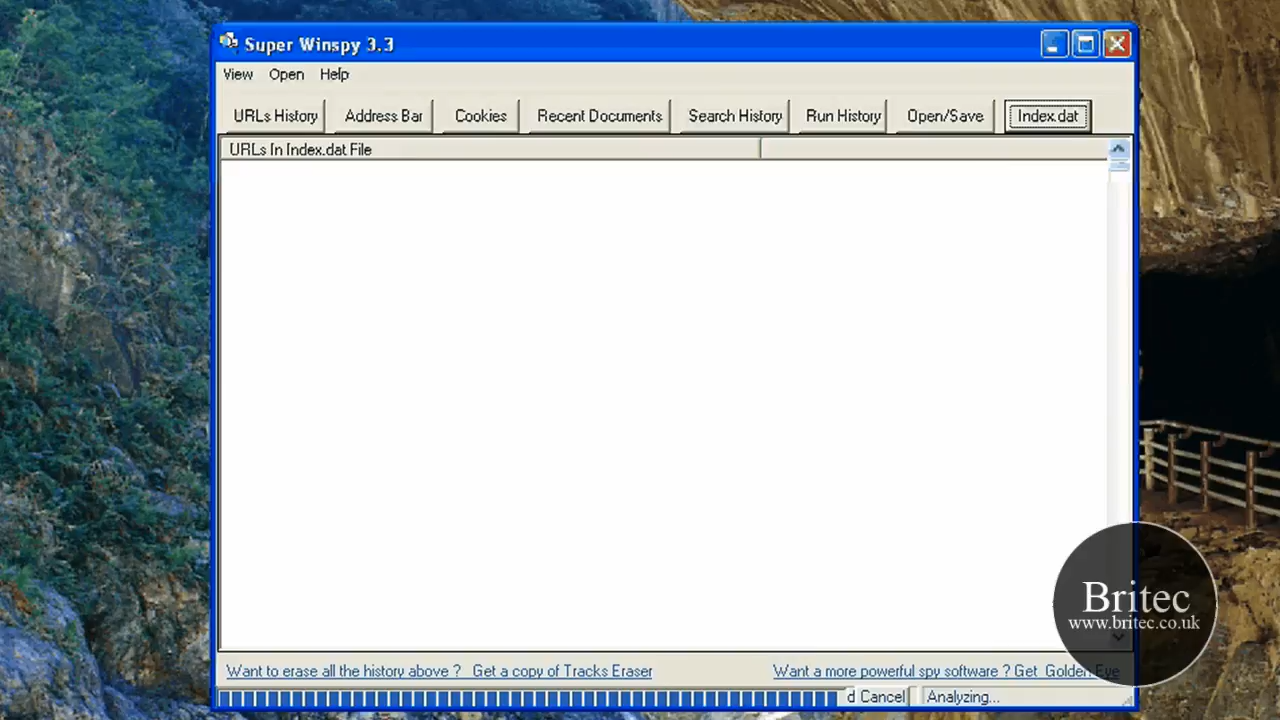 Super Winspy 3.3
View Open Help
URLs History Address Bar Cookies Recent Documents Search History Run History Open/Save Index.dat
URLs In Index.dat File
Britec
www.britec.co.uk
Want to erase all the history above ? Get a copy of Tracks Eraser Want a more powerful spy software ? Get Golden Eye
d Cancel Analyzing...